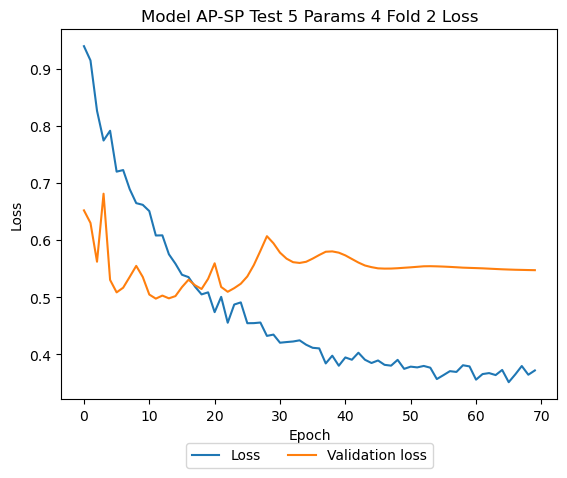 Model AP-SP Test 5 Params 4 Fold 2 Loss
0.9
0.8
0.7
0.6
0.5
0.4
Loss
0 10 20 30 40 50 60 70
Epoch
Loss Validation loss